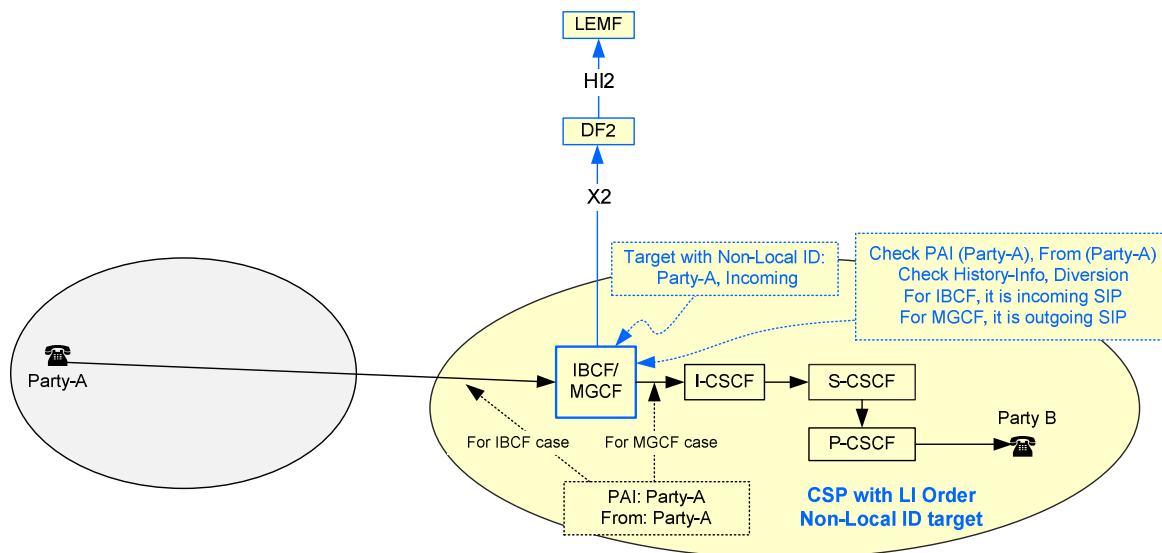 LEMF
HI2
DF2
X2
Target with Non-Local ID:
Party-A, Incoming
Check PAI (Party-A), From (Party-A)
Check History-Info, Diversion
For IBCF, it is incoming SIP
For MGCF, it is outgoing SIP
Party-A
IBCF/
MGCF
I-CSCF
S-CSCF
P-CSCF
Party B
For IBCF case
For MGCF case
PAI: Party-A
From: Party-A
CSP with LI Order
Non-Local ID target